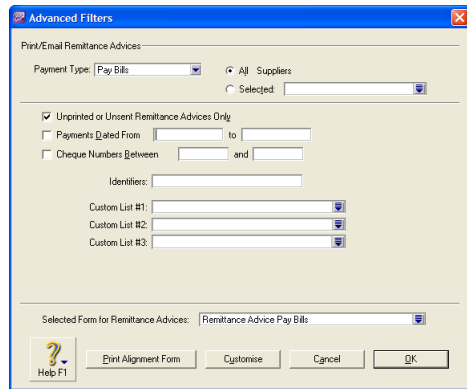 Advanced Filters
Print/Email Remittance Advices
Payment Type: Pay Bills
All Suppliers
Selected:
Unprinted or Unsent Remittance Advices Only
Payments Dated From to
Cheque Numbers Between and
Identifiers:
Custom List #1:
Custom List #2:
Custom List #3:
Selected Form for Remittance Advices: Remittance Advice Pay Bills
Help F1
Print Alignment Form
Customise
Cancel
OK